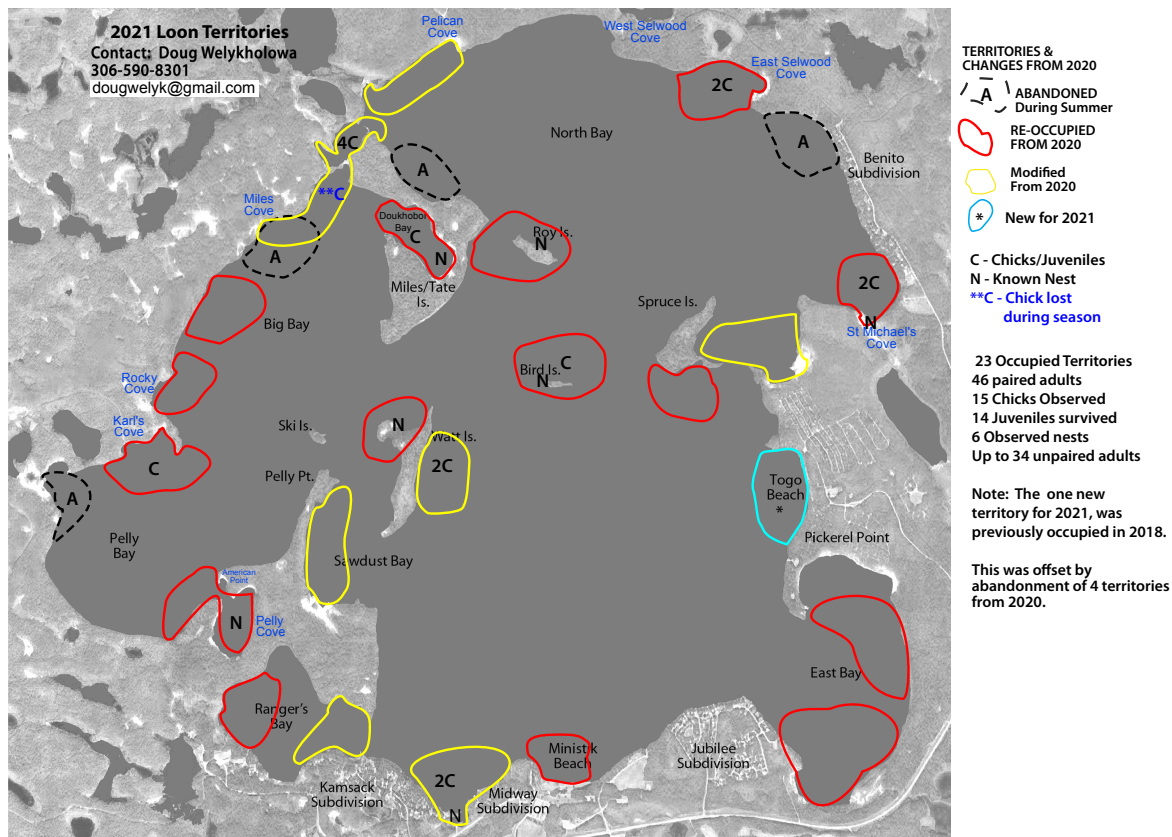 2021 Loon Territories
Contact: Doug Welykholowa
306-590-8301
dougwelyk@gmail.com
Pelican
Cove
West Selwood
Cove
East Selwood
Cove
2C
North Bay
4C
A
A
Benito
Subdivision
**C
Miles
Cove
A
Doukhobor
Bay
C
N
Roy Is.
N
Miles/Tate
Is.
2C
N
St Michael's
Cove
Spruce Is.
Big Bay
Bird Is.
C
N
Rocky
Cove
Karl's
Cove
C
Ski Is.
N
Watt Is.
2C
Pelly Pt.
A
Togo
Beach
*
Pelly
Bay
Sawdust Bay
Pickerel Point
American
Point
N
Pelly
Cove
East Bay
Ranger's
Bay
Ministik
Beach
Jubilee
Subdivision
2C
N
Kamsack
Subdivision
Midway
Subdivision
TERRITORIES &
CHANGES FROM 2020
A
ABANDONED
During Summer
RE-OCCUPIED
FROM 2020
Modified
From 2020
*
New for 2021
C - Chicks/Juveniles
N - Known Nest
**C - Chick lost
during season
23 Occupied Territories
46 paired adults
15 Chicks Observed
14 Juveniles survived
6 Observed nests
Up to 34 unpaired adults
Note: The one new
territory for 2021, was
previously occupied in 2018.
This was offset by
abandonment of 4 territories
from 2020.